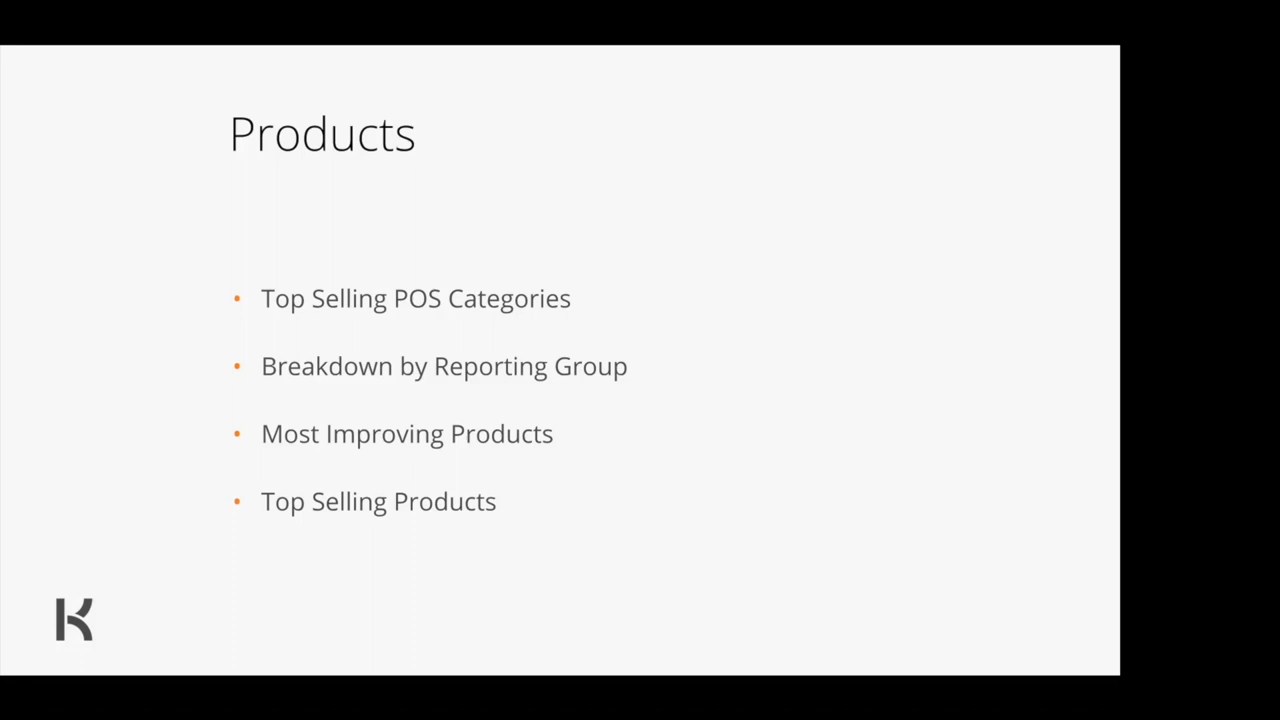 Products
• Top Selling POS Categories
• Breakdown by Reporting Group
• Most Improving Products
• Top Selling Products
K